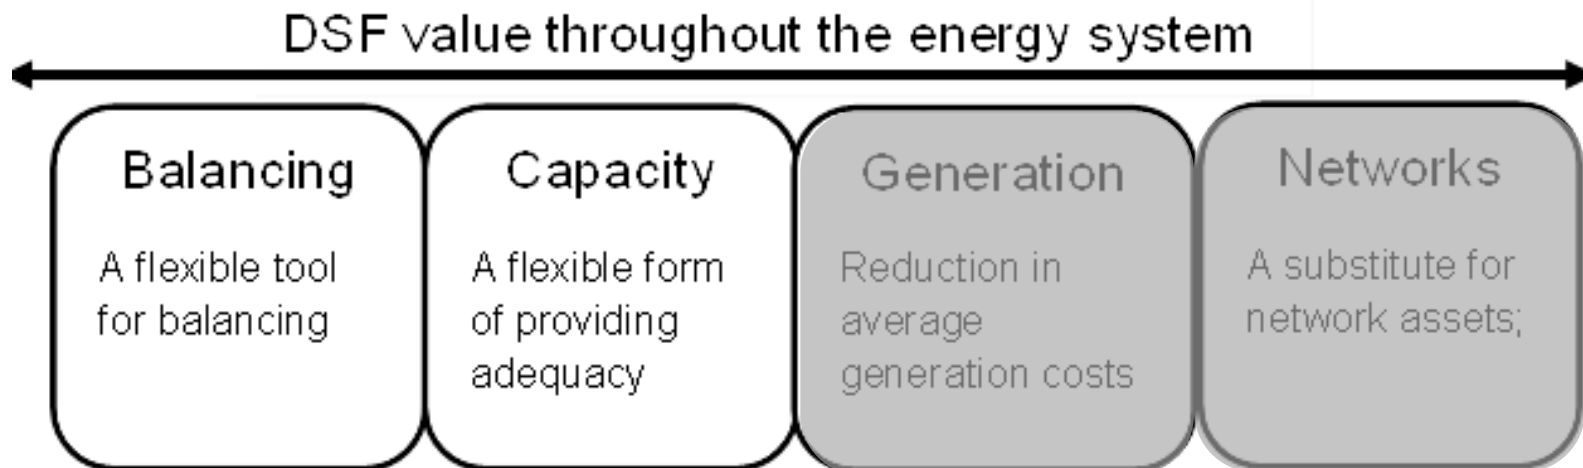 DSF value throughout the energy system
Balancing
A flexible tool
for balancing
Capacity
A flexible form
of providing
adequacy
Generation
Reduction in
average
generation costs
Networks
A substitute for
network assets;